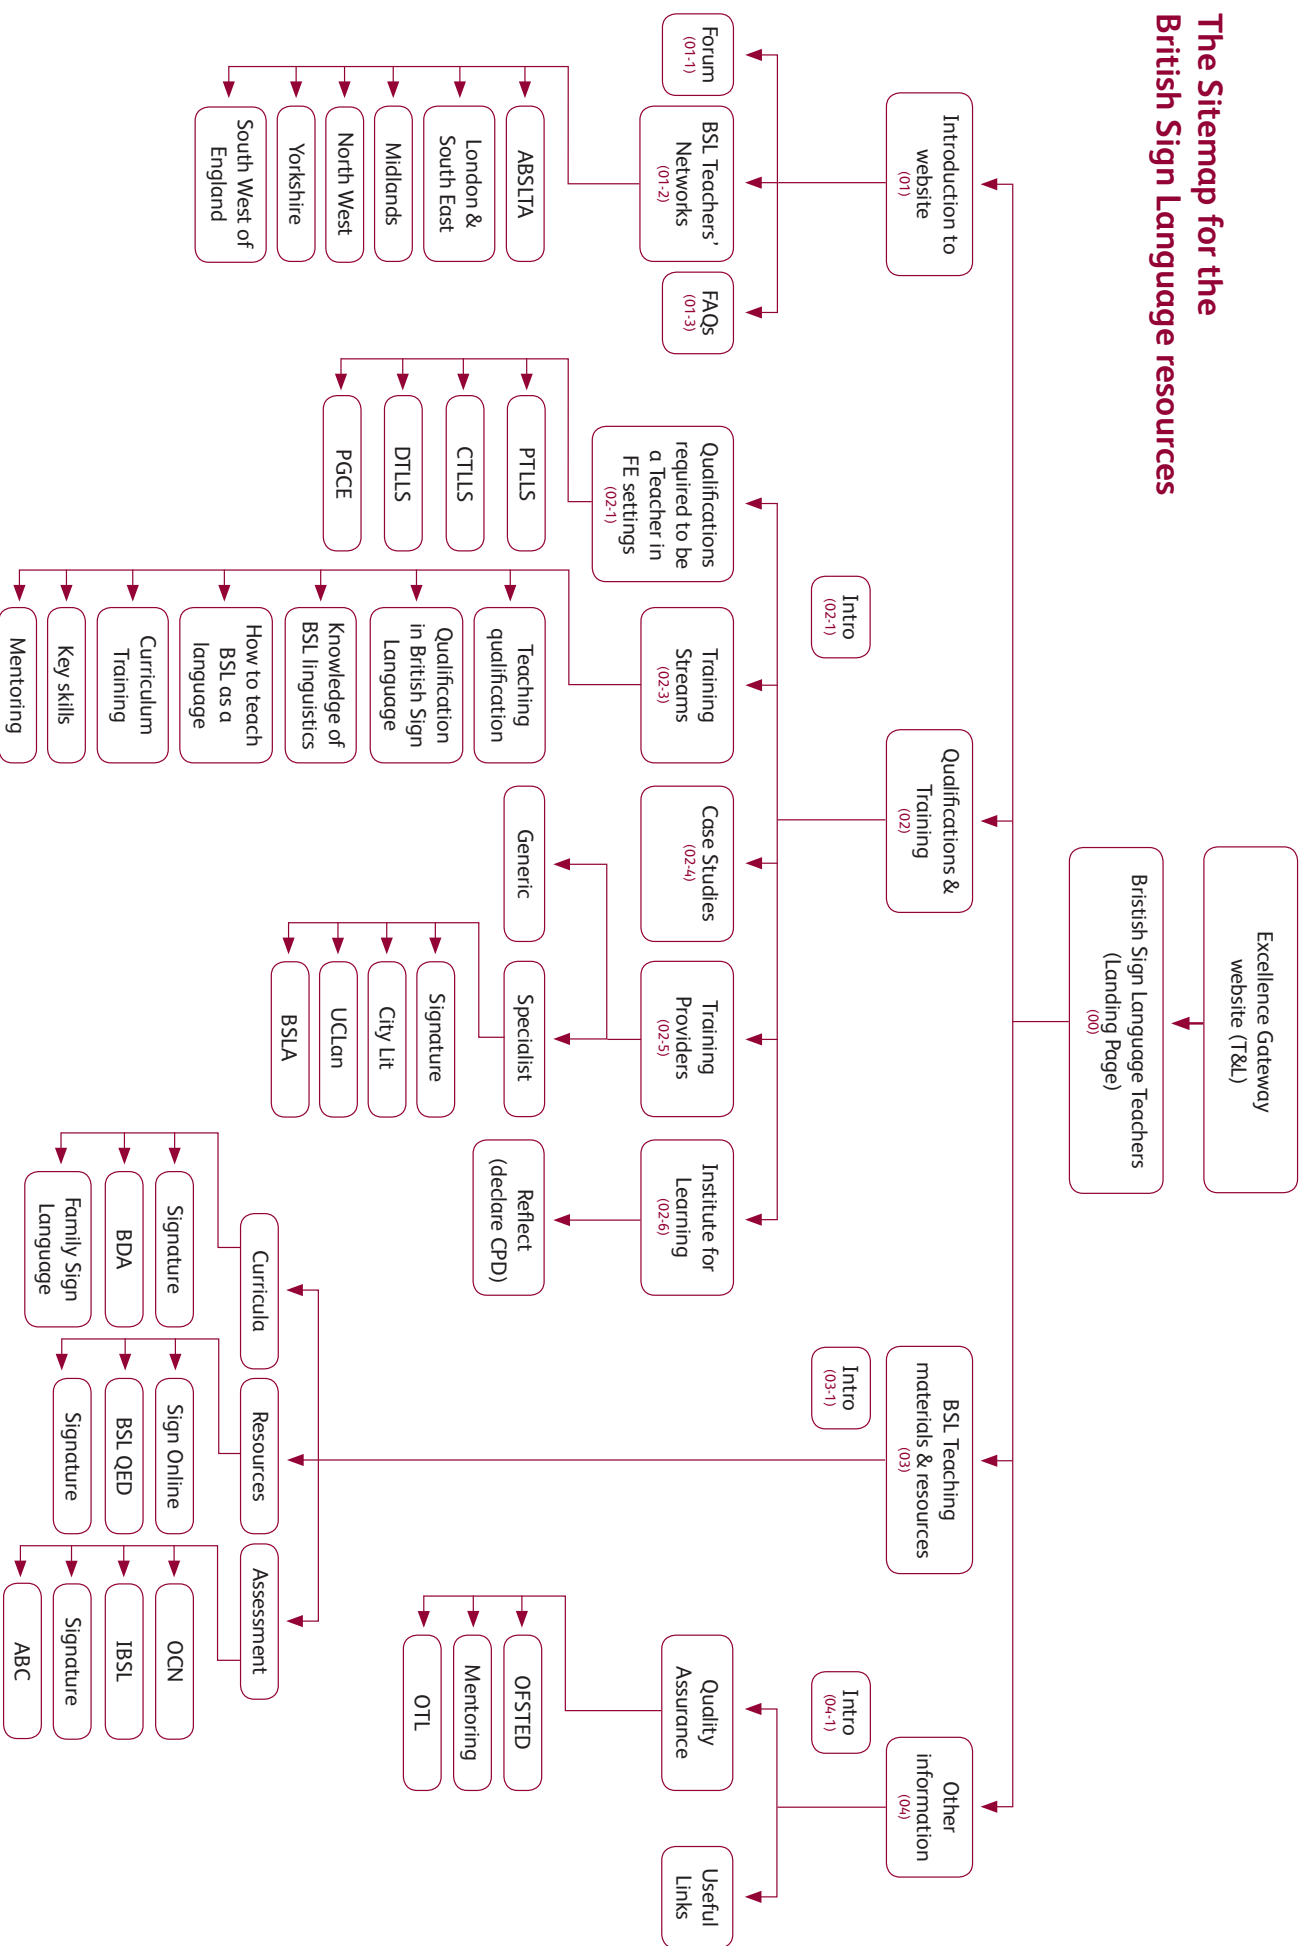 The Sitemap for the
British Sign Language resources
Excellence Gateway
website (T&L)
Bristish Sign Language Teachers
(Landing Page)
(00)
Introduction to
website
(01)
Qualifications &
Training
(02)
BSL Teaching
materials & resources
(03)
Other
information
(04)
Intro
(02-1)
Intro
(03-1)
Intro
(04-1)
Forum
(01-1)
BSL Teachers’
Networks
(01-2)
FAQs
(01-3)
Qualifications
required to be
a Teacher in
FE settings
(02-1)
Training
Streams
(02-3)
Case Studies
(02-4)
Training
Providers
(02-5)
Institute for
Learning
(02-6)
Quality
Assurance
Useful
Links
ABSLTA
London &
South East
Midlands
North West
Yorkshire
South West of
England
PTLLS
CTLLS
DTLLS
PGCE
Teaching
qualification
Qualification
in British Sign
Language
Knowledge of
BSL linguistics
How to teach
BSL as a
language
Curriculum
Training
Key skills
Mentoring
Generic
Specialist
Signature
City Lit
UCLan
BSLA
Reflect
(declare CPD)
Curricula
Signature
BDA
Family Sign
Language
Resources
Sign Online
BSL QED
Signature
Assessment
OCN
IBSL
Signature
ABC
OFSTED
Mentoring
OTL